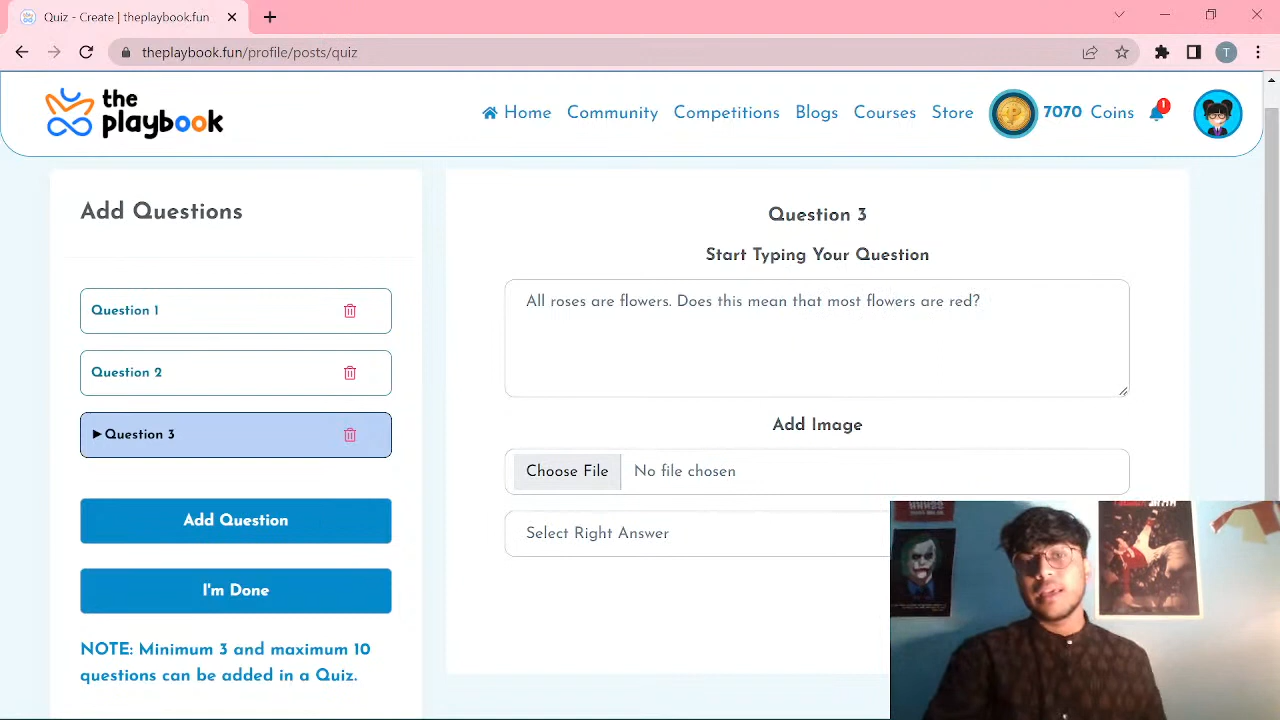 Quiz - Create | theplaybook.fun
theplaybook.fun/profile/posts/quiz
T
the
playbook
Home Community Competitions Blogs Courses Store 7070 Coins 1
Add Questions
Question 1
Question 2
►Question 3
Add Question
I'm Done
NOTE: Minimum 3 and maximum 10
questions can be added in a Quiz.
Question 3
Start Typing Your Question
All roses are flowers. Does this mean that most flowers are red?
Add Image
Choose File No file chosen
Select Right Answer